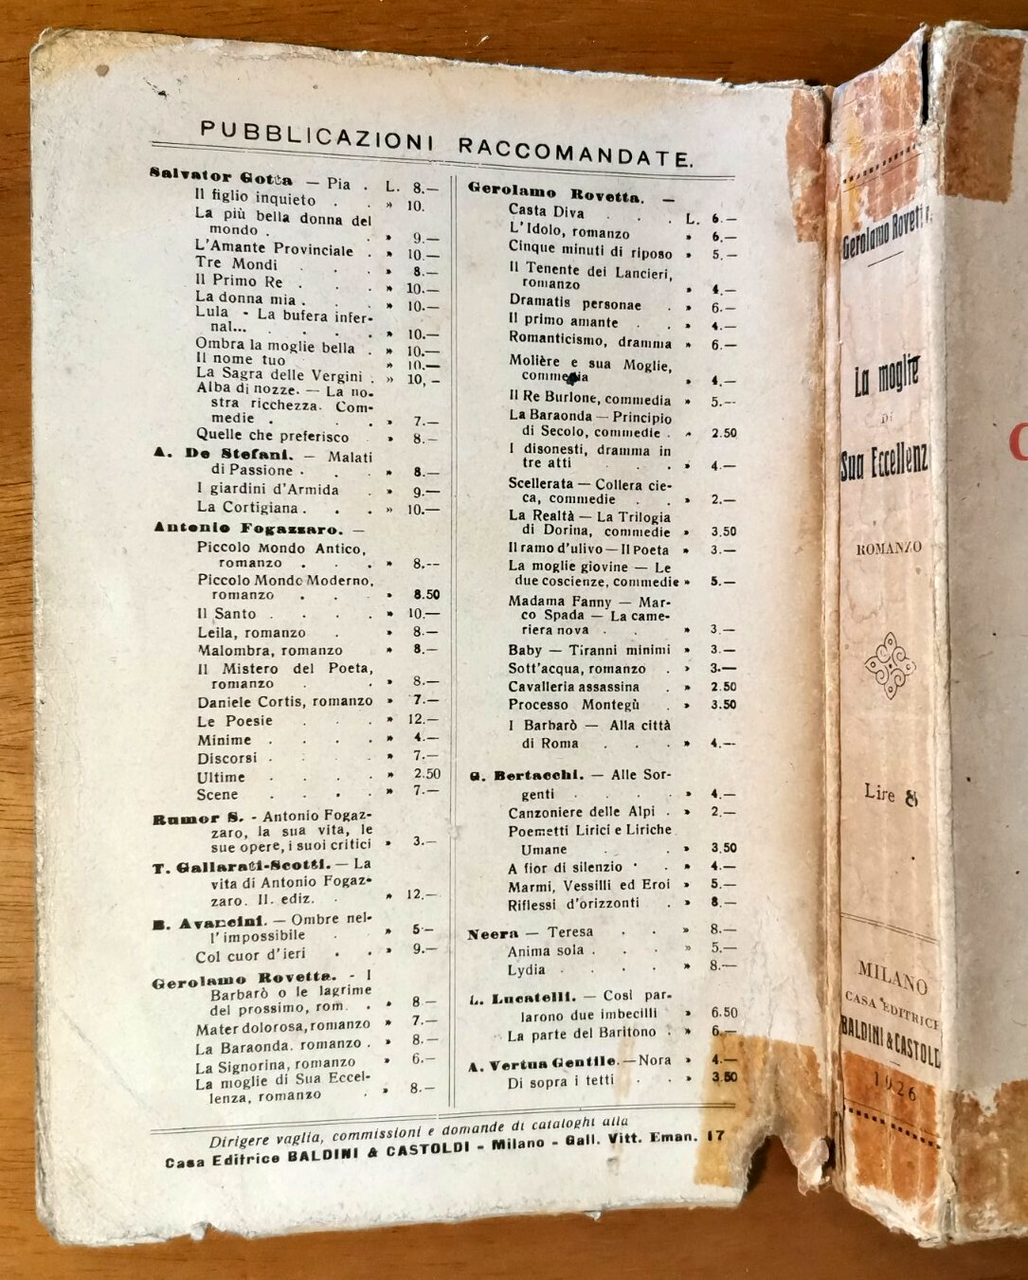 PUBBLICAZIONI RACCOMANDATE.
Salvator Gotta — Pia . L. 8.—
Il figlio inquieto . . » 10.
La più bella donna del
mondo . . . . » 9.—
L'Amante Provinciale . » 10.—
Tre Mondi . . . » 8.—
Il Primo Re . . . » 10.—
La donna mia . . . » 10.—
Lula - La bufera infer-
nal... . . . . » 10.—
Ombra la moglie bella . » 10.—
Il nome tuo . . » 10.—
La Sagra delle Vergini . » 10, –
Alba di nozze. — La no-
stra ricchezza. Com-
medie . . . . » 7.—
Quelle che preferisco » 8.—
A. De Stefani. — Malati
di Passione . . . » 8.—
I giardini d'Armida . » 9.—
La Cortigiana . . . » 10.—
Antonio Fogazzaro. —
Piccolo Mondo Antico,
romanzo . . . » 8.--
Piccolo Mondo Moderno,
romanzo . . . » 8.50
Il Santo . . . » 10.—
Leila, romanzo . . » 8.—
Malombra, romanzo » 8.—
Il Mistero del Poeta,
romanzo . . . » 8.—
Daniele Cortis, romanzo » 7.—
Le Poesie . . . » 12.—
Minime . . . . » 4.—
Discorsi . . . . » 7.—
Ultime . . . . » 2.50
Scene . . . . » 7.—
Rumor S. - Antonio Fogaz-
zaro, la sua vita, le
sue opere, i suoi critici » 3.—
T. Gallarati-Scotti. — La
vita di Antonio Fogaz-
zaro. II. ediz. . » 12.—
B. Avancini. — Ombre nel-
l'impossibile . » 5-
Col cuor d'ieri . . » 9.—
Gerolamo Rovetta. - I
Barbarò o le lagrime
del prossimo, rom. . » 8 –
Mater dolorosa, romanzo » 7.—
La Baraonda. romanzo . » 8.—
La Signorina, romanzo » 6.—
La moglie di Sua Eccel-
lenza, romanzo . » 8.—
Gerolamo Rovetta. —
Casta Diva . . . L. 6.—
L'Idolo, romanzo » 6.—
Cinque minuti di riposo » 5.—
Il Tenente dei Lancieri,
romanzo » 4.—
Dramatis personae . » 6.—
Il primo amante . » 4.—
Romanticismo, dramma » 6.—
Molière e sua Moglie,
commedia . . » 4.—
Il Re Burlone, commedia » 5.--
La Baraonda — Principio
di Secolo, commedie . » 2.50
I disonesti, dramma in
tre atti . . . » 4.—
Scellerata — Collera cie-
ca, commedie . . » 2.—
La Realtà — La Trilogia
di Dorina, commedie » 3.50
Il ramo d'ulivo — Il Poeta » 3.—
La moglie giovine — Le
due coscienze, commedie » 5.—
Madama Fanny — Mar-
co Spada — La came-
riera nova . . » 3.—
Baby — Tiranni minimi » 3.—
Sott'acqua, romanzo . » 3.—
Cavalleria assassina » 2.50
Processo Montegù . » 3.50
I Barbarò — Alla città
di Roma . . . » 4.—
G. Bertacchi. — Alle Sor-
genti . . . . » 4.—
Canzoniere delle Alpi . » 2.—
Poemetti Lirici e Liriche
Umane . . . » 3.50
A fior di silenzio . . » 4.—
Marmi, Vessilli ed Eroi » 5.—
Riflessi d'orizzonti . » 8.—
Neera — Teresa . . » 8.—
Anima sola . . . » 5.—
Lydia . . . . » 8.—
L. Lucatelli. — Così par-
larono due imbecilli » 6.50
La parte del Baritono . » 6.—
A. Vertua Gentile. — Nora » 4.—
Di sopra i tetti . » 3.50
Dirigere vaglia, commissioni e domande di cataloghi alla
Casa Editrice BALDINI & CASTOLDI - Milano - Gall. Vitt. Eman. 17
Gerolamo Rovetta
La moglie
DI
Sua Eccellenz
ROMANZO
Lire 8
MILANO
CASA EDITRICE
BALDINI & CASTOLD
1926